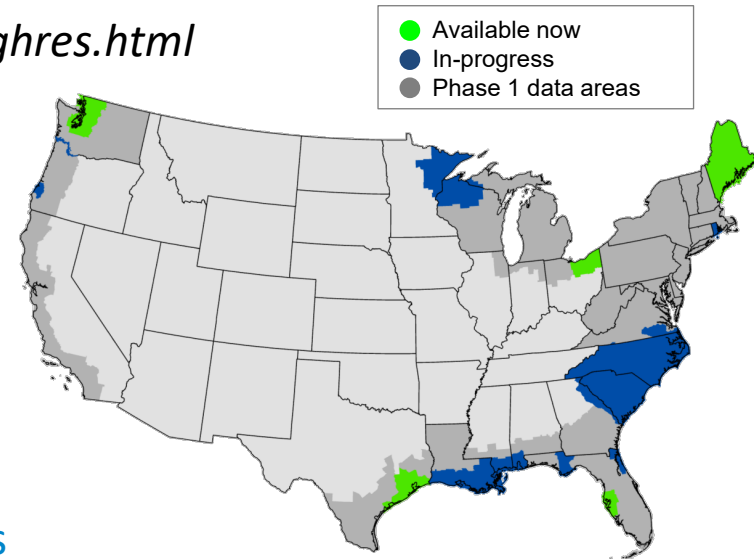 ghres.html
Available now
In-progress
Phase 1 data areas
s